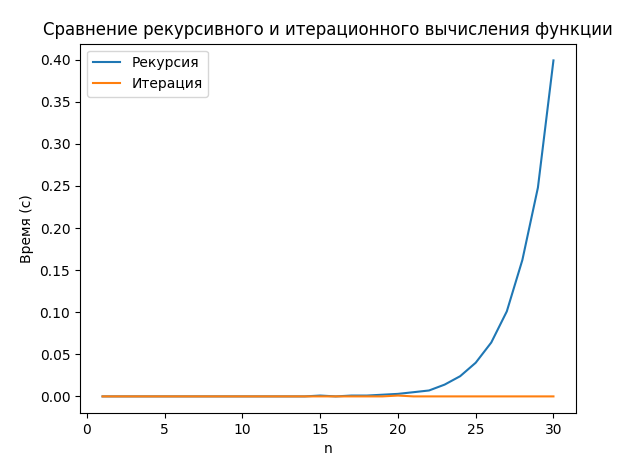 Сравнение рекурсивного и итерационного вычисления функции
Рекурсия
Итерация
Время (с)
0.40
0.35
0.30
0.25
0.20
0.15
0.10
0.05
0.00
0 5 10 15 20 25 30
n